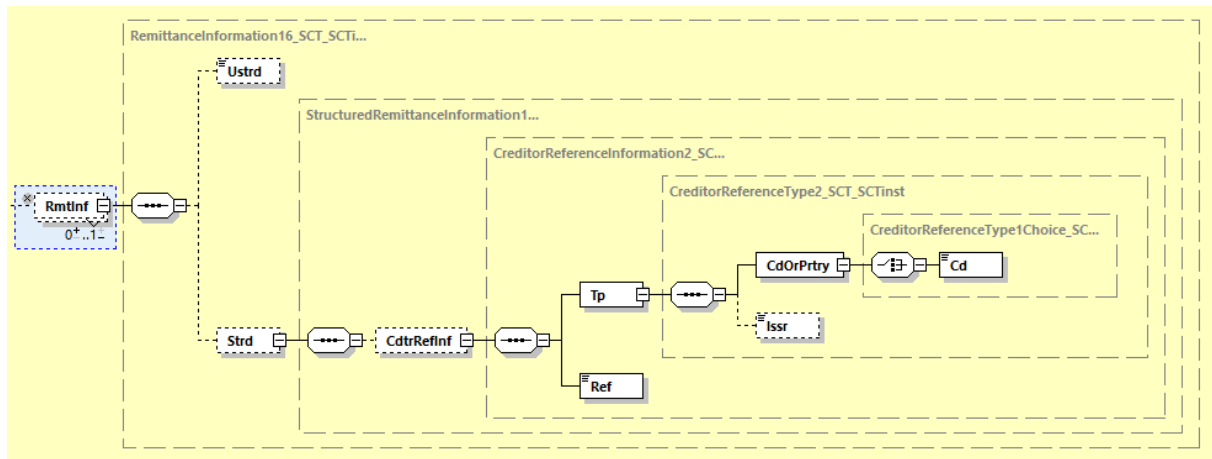 RemittanceInformation16_SCT_SCTi...
Ustrd
StructuredRemittanceInformation1...
CreditorReferenceInformation2_SC...
CreditorReferenceType2_SCT_SCTinst
CreditorReferenceType1Choice_SC...
RmtInf
0..1
CdOrPrtry
Cd
Tp
Issr
Strd
CdtrRefInf
Ref